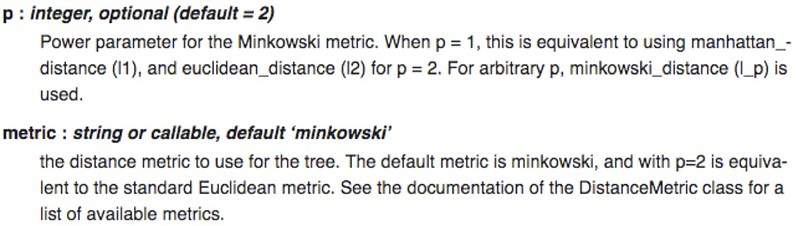 p : integer, optional (default = 2)
Power parameter for the Minkowski metric. When p = 1, this is equivalent to using manhattan_-
distance (l1), and euclidean_distance (l2) for p = 2. For arbitrary p, minkowski_distance (l_p) is
used.
metric : string or callable, default ‘minkowski’
the distance metric to use for the tree. The default metric is minkowski, and with p=2 is equiva-
lent to the standard Euclidean metric. See the documentation of the DistanceMetric class for a
list of available metrics.